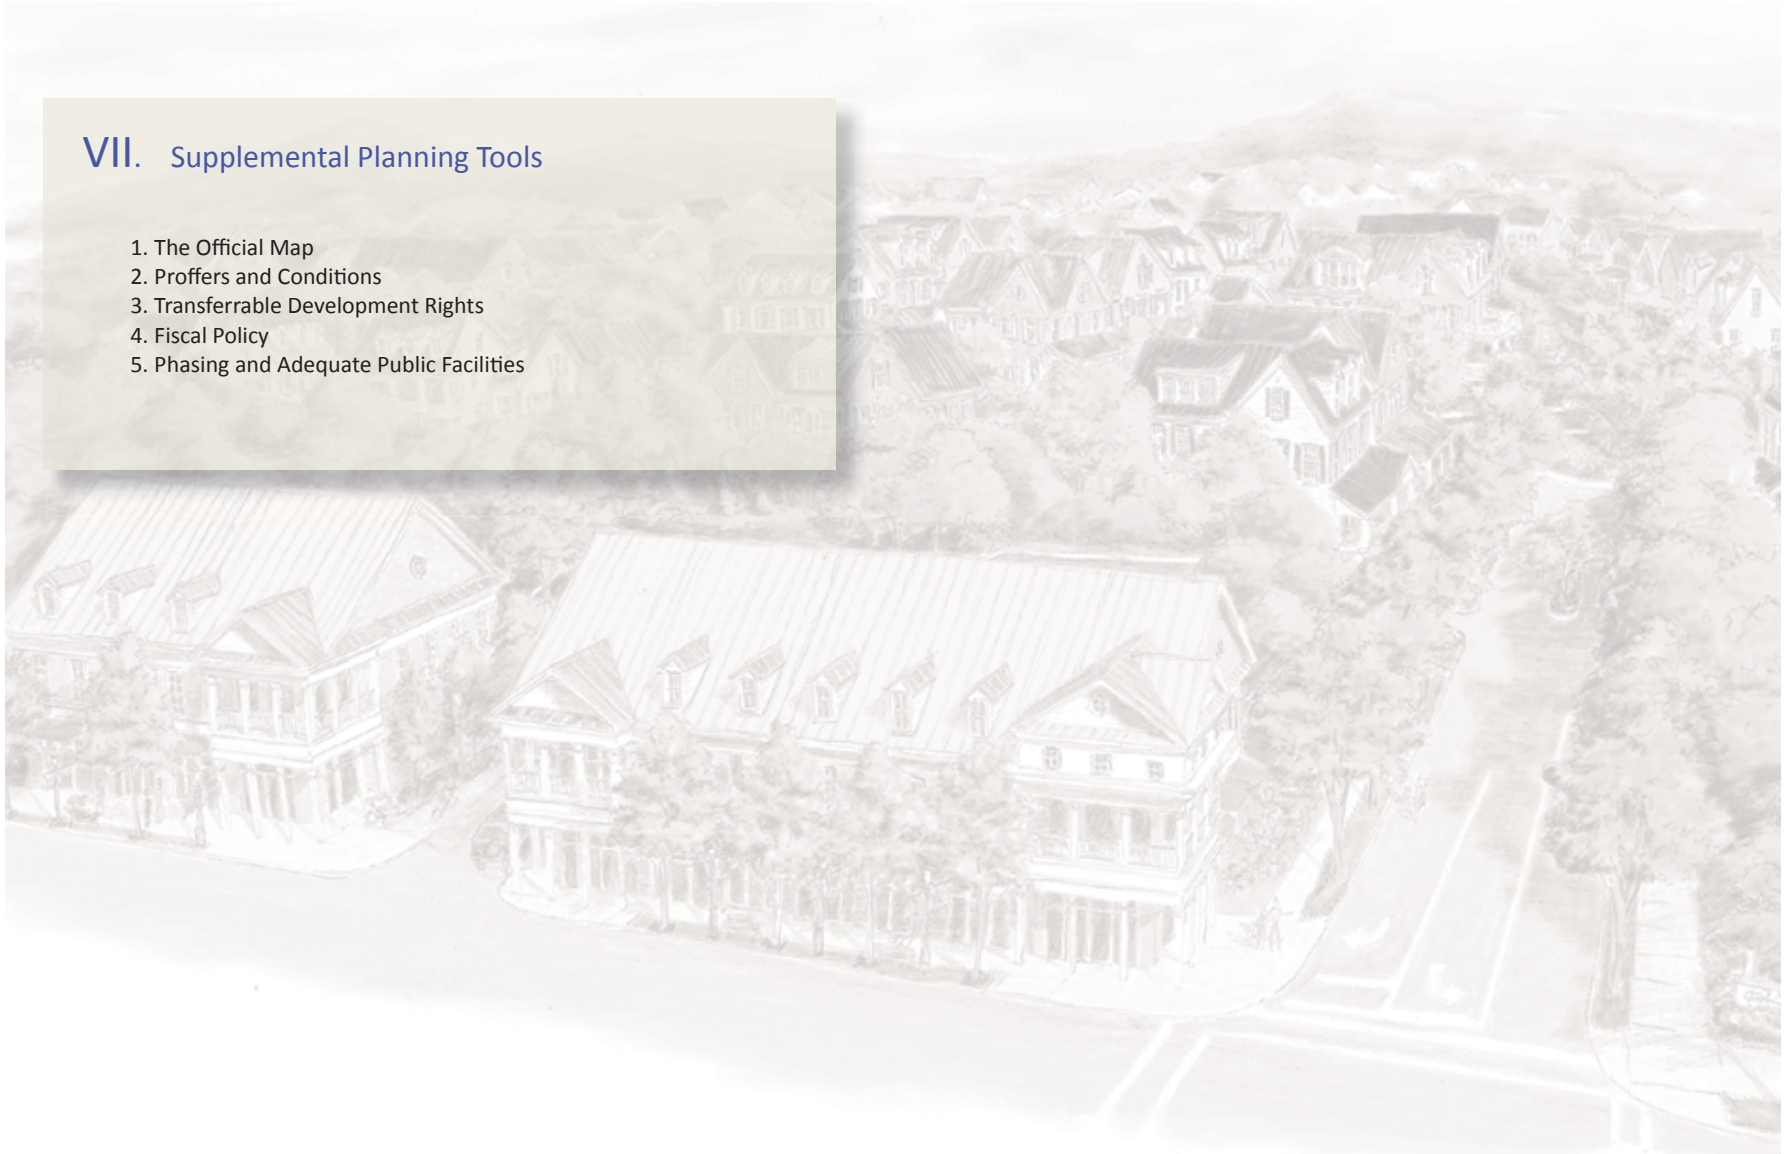 VII. Supplemental Planning Tools
1. The Official Map
2. Proffers and Conditions
3. Transferrable Development Rights
4. Fiscal Policy
5. Phasing and Adequate Public Facilities